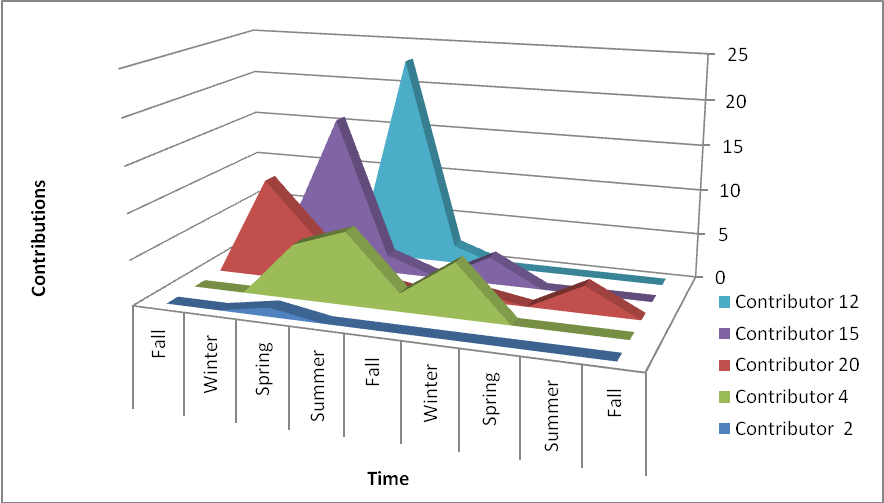 25
20
15
10
5
0
Contributions
Contributor 12
Contributor 15
Contributor 20
Contributor 4
Contributor  2
Fall
Winter
Spring
Summer
Fall
Winter
Spring
Summer
Fall
Time